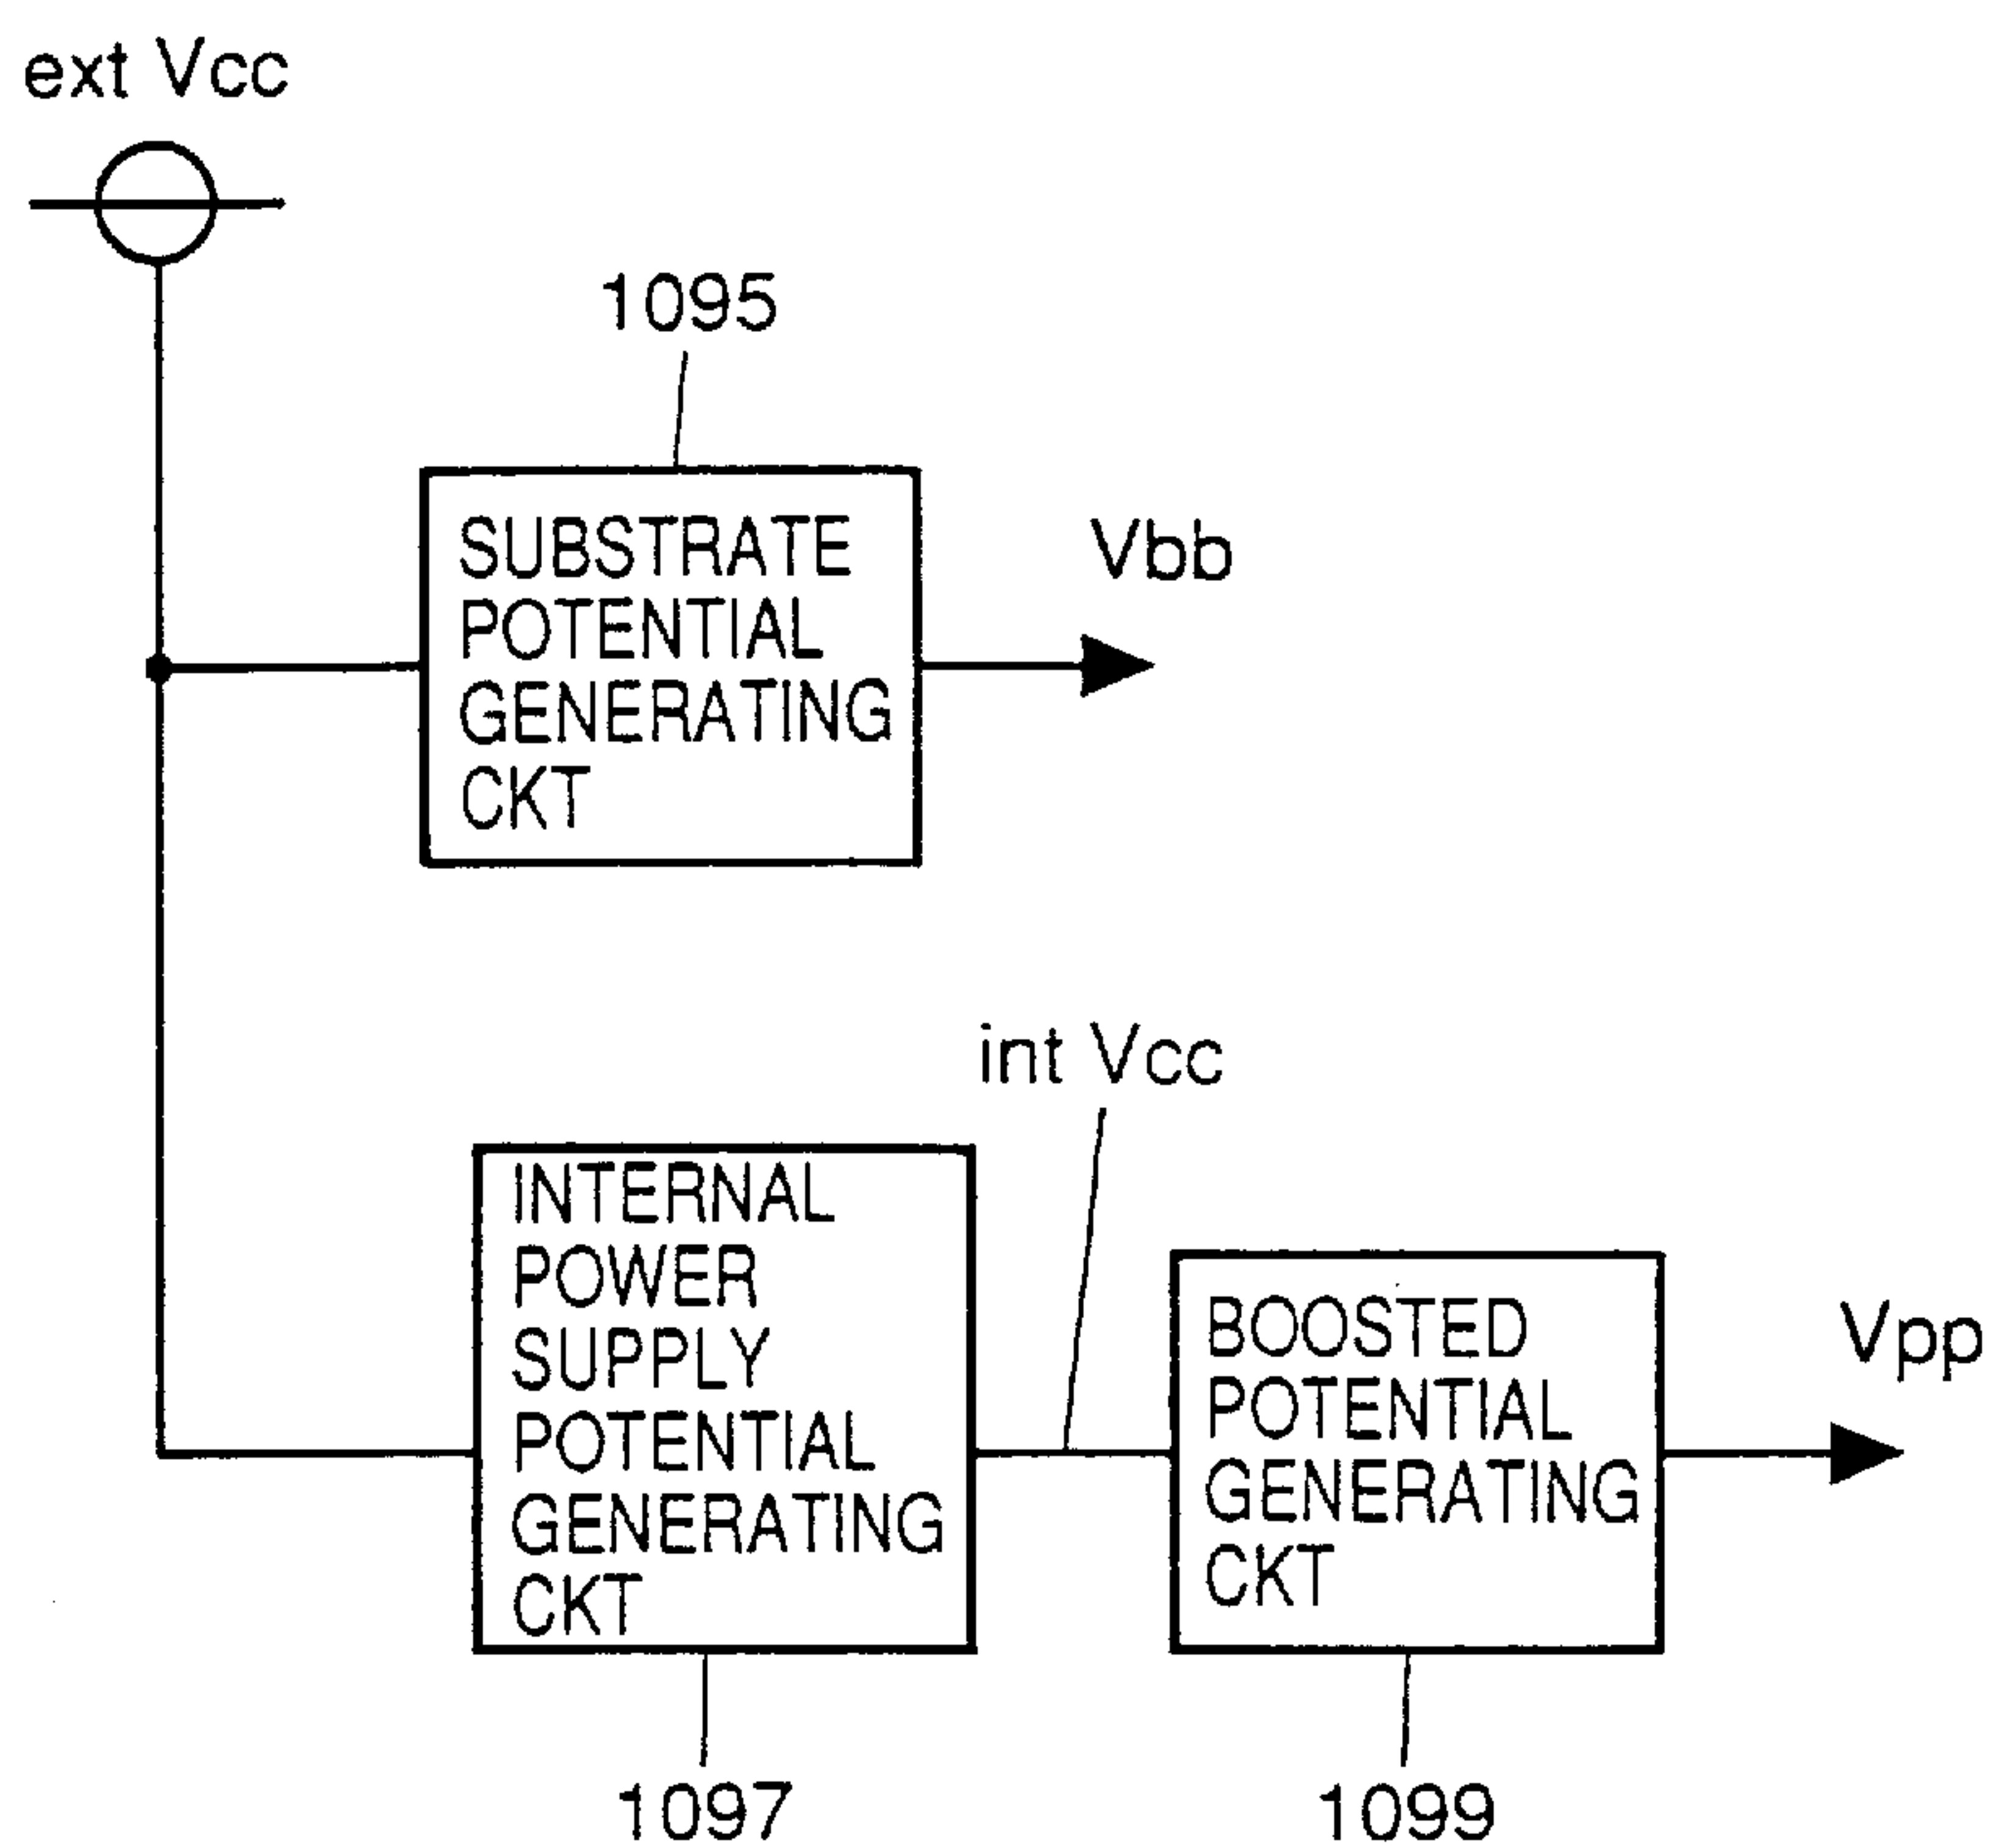 ext Vcc
1095
SUBSTRATE
POTENTIAL
GENERATING
CKT
Vbb
int Vcc
INTERNAL
POWER
SUPPLY
POTENTIAL
GENERATING
CKT
BOOSTED
POTENTIAL
GENERATING
CKT
Vpp
1097
1099